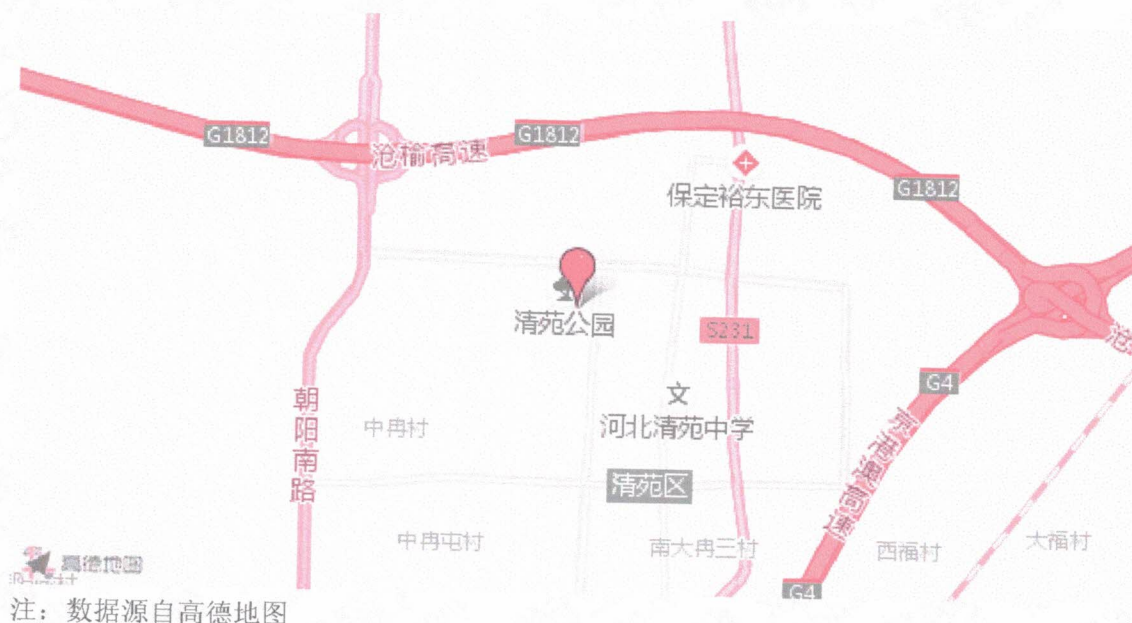 G1812
G1812
沧榆高速
G1812
保定裕东医院
清苑公园
S231
G4
朝阳南路
文
河北清苑中学
中冉村
京港澳高速
清苑区
中冉屯村
南大冉三村
西福村
大福村
高德地图
G4
注：数据源自高德地图